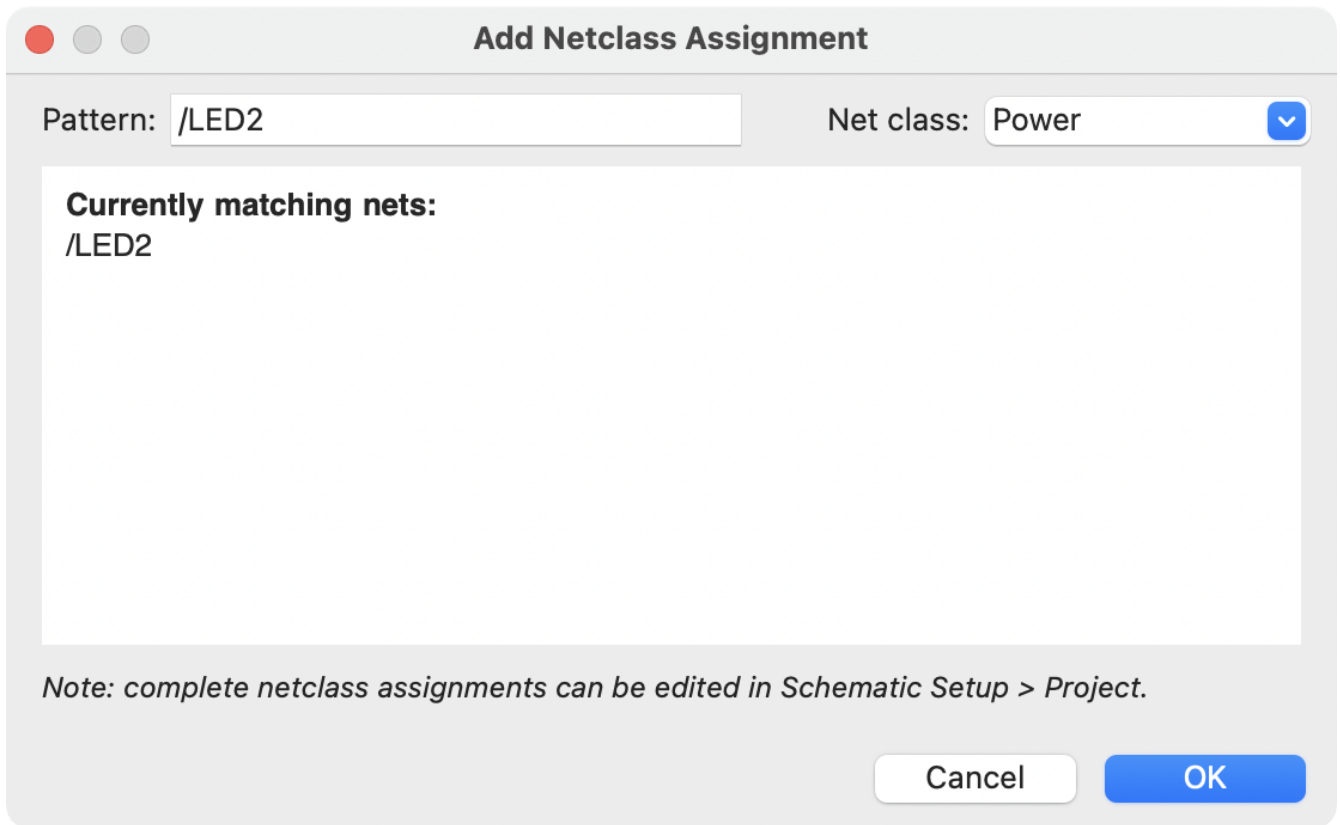 Add Netclass Assignment
Pattern: /LED2 Net class: Power
Currently matching nets:
/LED2
Note: complete netclass assignments can be edited in Schematic Setup > Project.
Cancel OK